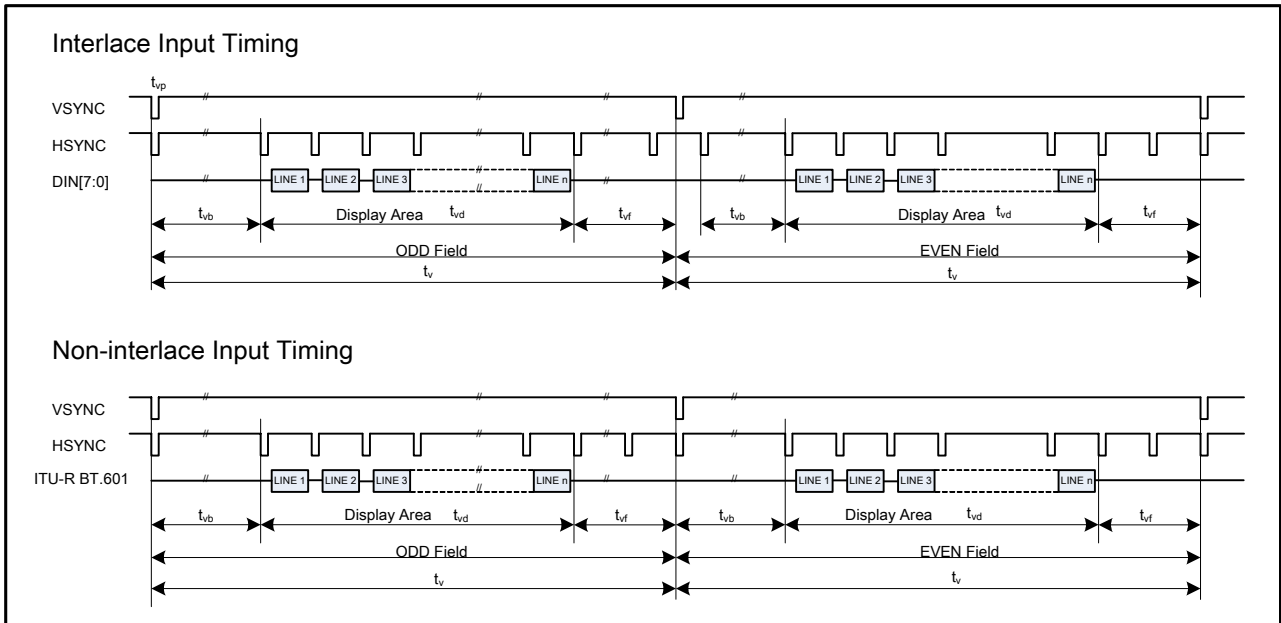 Interlace Input Timing
tvp
VSYNC
HSYNC
DIN[7:0]
LINE 1 LINE 2 LINE 3 LINE n LINE 1 LINE 2 LINE 3 LINE n
tvb Display Area tvd tvf tvb Display Area tvd tvf
ODD Field EVEN Field
tv tv
Non-interlace Input Timing
VSYNC
HSYNC
ITU-R BT.601
LINE 1 LINE 2 LINE 3 LINE n LINE 1 LINE 2 LINE 3 LINE n
tvb Display Area tvd tvf tvb Display Area tvd tvf
ODD Field EVEN Field
tv tv